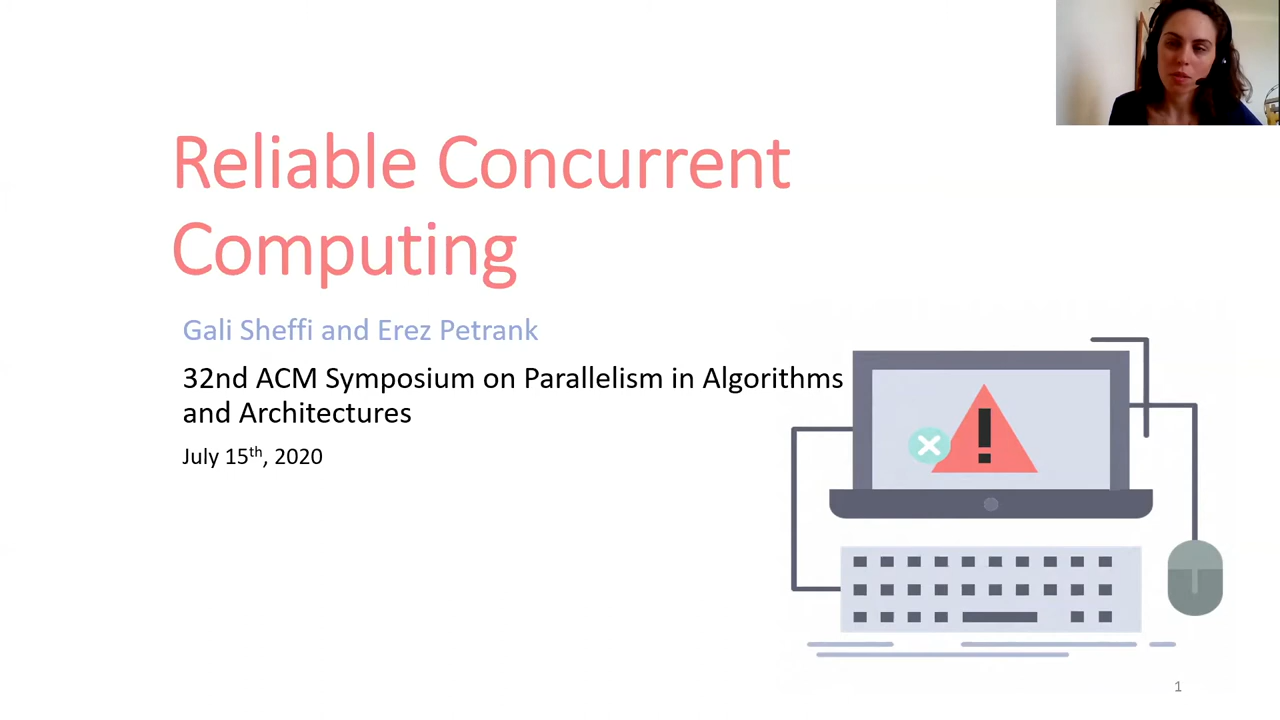 Reliable Concurrent
Computing
Gali Sheffi and Erez Petrank
32nd ACM Symposium on Parallelism in Algorithms
and Architectures
July 15th, 2020
1